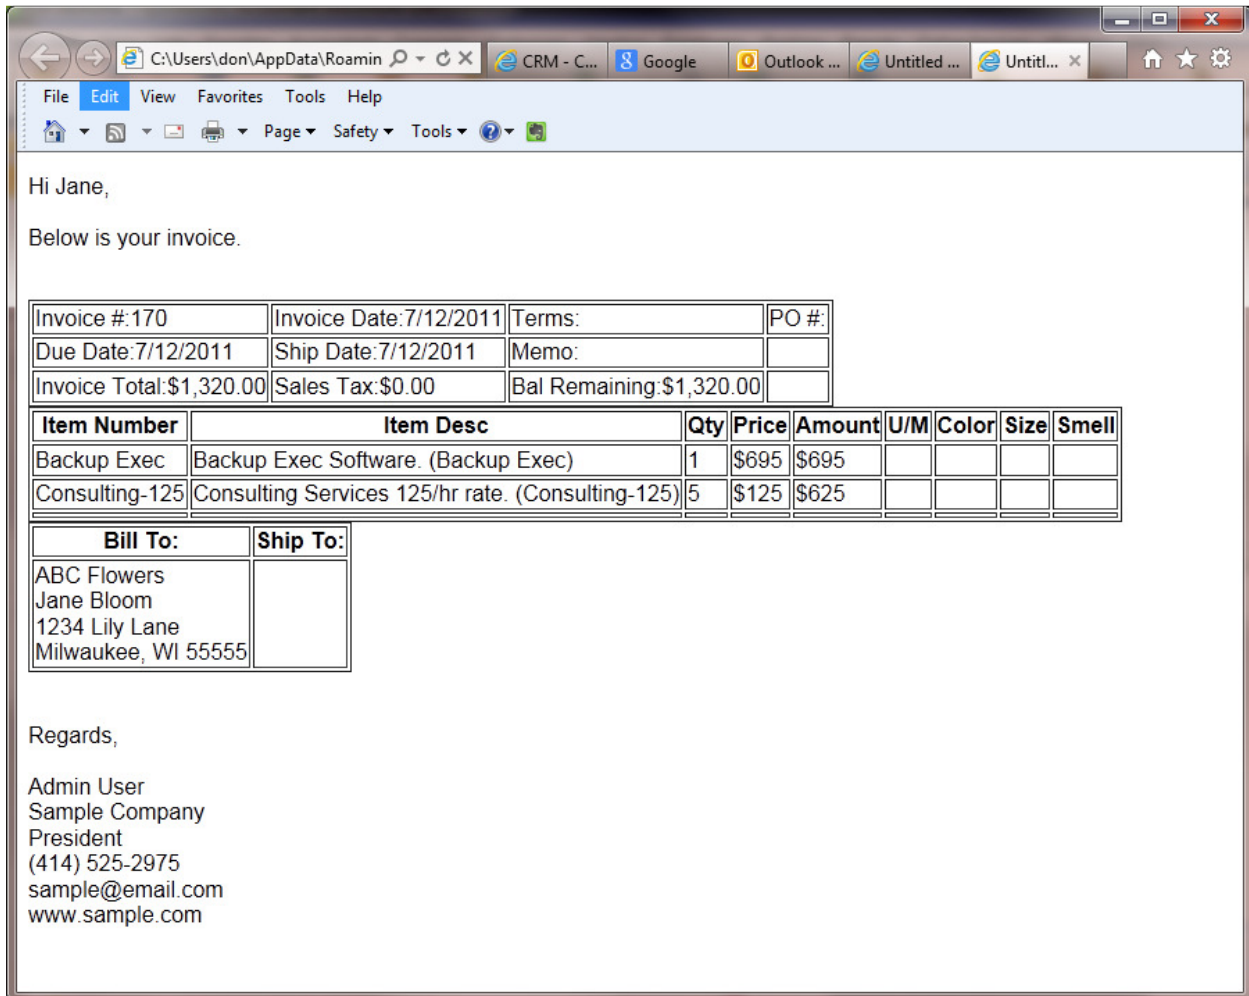 C:\Users\don\AppData\Roamin
CRM - C...
Google
Outlook ...
Untitled ...
Untitl...
File Edit View Favorites Tools Help
Page Safety Tools
Hi Jane,
Below is your invoice.
Invoice #:170 Invoice Date:7/12/2011 Terms: PO #:
Due Date:7/12/2011 Ship Date:7/12/2011 Memo:
Invoice Total:$1,320.00 Sales Tax:$0.00 Bal Remaining:$1,320.00
Item Number Item Desc Qty Price Amount U/M Color Size Smell
Backup Exec Backup Exec Software. (Backup Exec) 1 $695 $695
Consulting-125 Consulting Services 125/hr rate. (Consulting-125) 5 $125 $625
Bill To: Ship To:
ABC Flowers
Jane Bloom
1234 Lily Lane
Milwaukee, WI 55555
Regards,
Admin User
Sample Company
President
(414) 525-2975
sample@email.com
www.sample.com